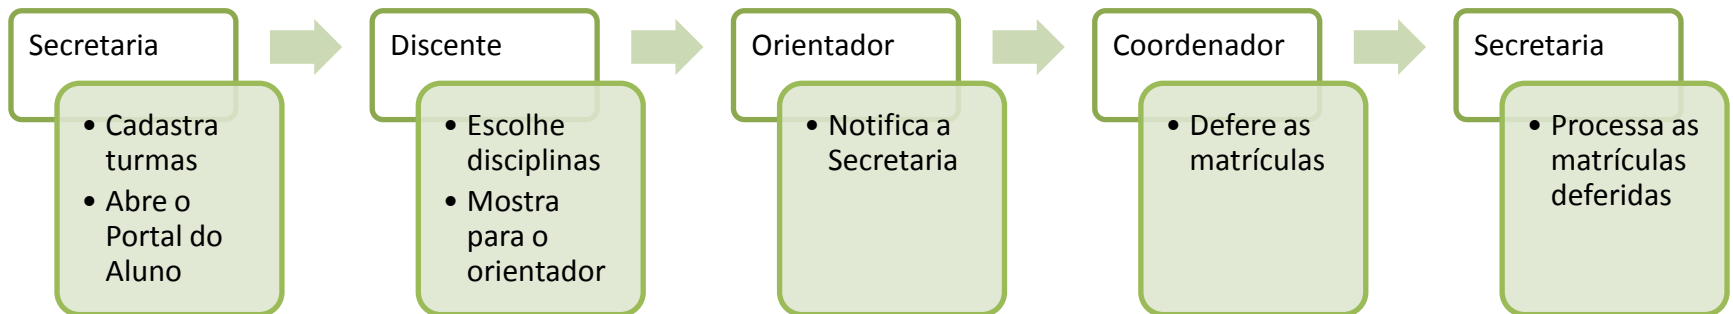 Secretaria
• Cadastra
turmas
• Abre o
Portal do
Aluno
Discente
• Escolhe
disciplinas
• Mostra
para o
orientador
Orientador
• Notifica a
Secretaria
Coordenador
• Defere as
matrículas
Secretaria
• Processa as
matrículas
deferidas